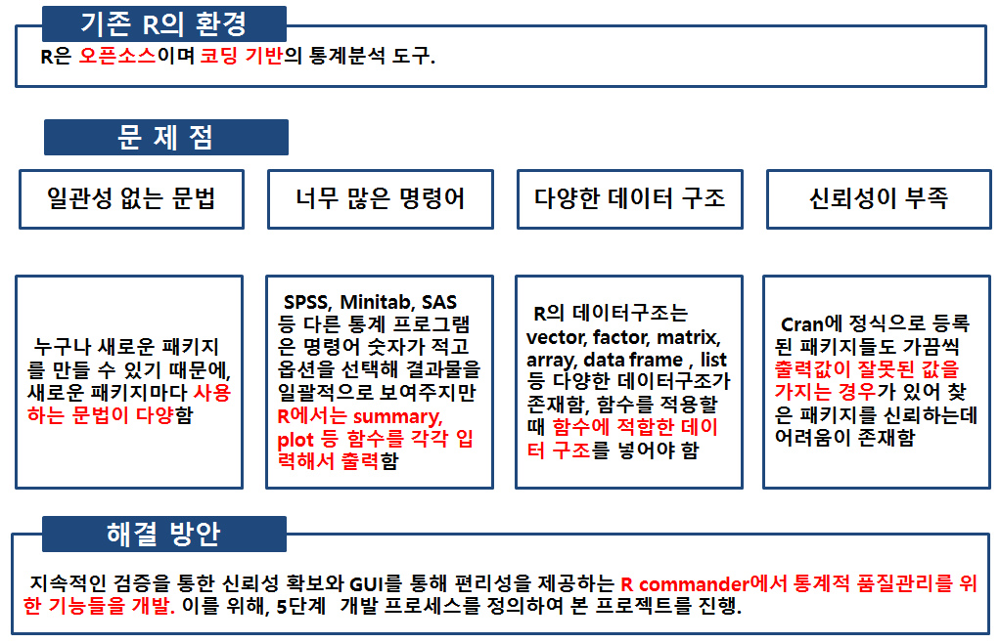 기존 R의 환경
R은 오픈소스이며 코딩 기반의 통계분석 도구.
문 제 점
일관성 없는 문법
너무 많은 명령어
다양한 데이터 구조
신뢰성이 부족
누구나 새로운 패키지
를 만들 수 있기 때문에,
새로운 패키지마다 사용
하는 문법이 다양함
SPSS, Minitab, SAS
등 다른 통계 프로그램
은 명령어 숫자가 적고
옵션을 선택해 결과물을
일괄적으로 보여주지만
R에서는 summary,
plot 등 함수를 각각 입
력해서 출력함
R의 데이터구조는
vector, factor, matrix,
array, data frame , list
등 다양한 데이터구조가
존재함, 함수를 적용할
때 함수에 적합한 데이
터 구조를 넣어야 함
Cran에 정식으로 등록
된 패키지들도 가끔씩
출력값이 잘못된 값을
가지는 경우가 있어 찾
은 패키지를 신뢰하는데
어려움이 존재함
해결 방안
지속적인 검증을 통한 신뢰성 확보와 GUI를 통해 편리성을 제공하는 R commander에서 통계적 품질관리를 위
한 기능들을 개발. 이를 위해, 5단계 개발 프로세스를 정의하여 본 프로젝트를 진행.